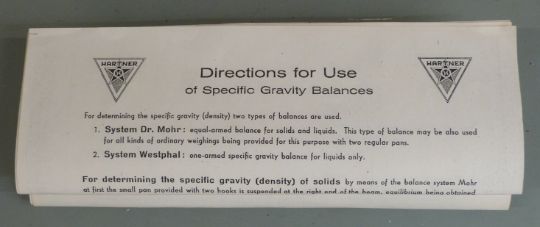 HARTNER
HARTNER
Directions for Use
of Specific Gravity Balances
For determining the specific gravity (density) two types of balances are used.
1. System Dr. Mohr: equal-armed balance for solids and liquids. This type of balance may be also used
for all kinds of ordinary weighings being provided for this purpose with two regular pans.
2. System Westphal: one-armed specific gravity balance for liquids only.
For determining the specific gravity (density) of solids by means of the balance system Mohr
at first the small pan provided with two hooks is suspended at the right end of the beam, equilibrium being obtained